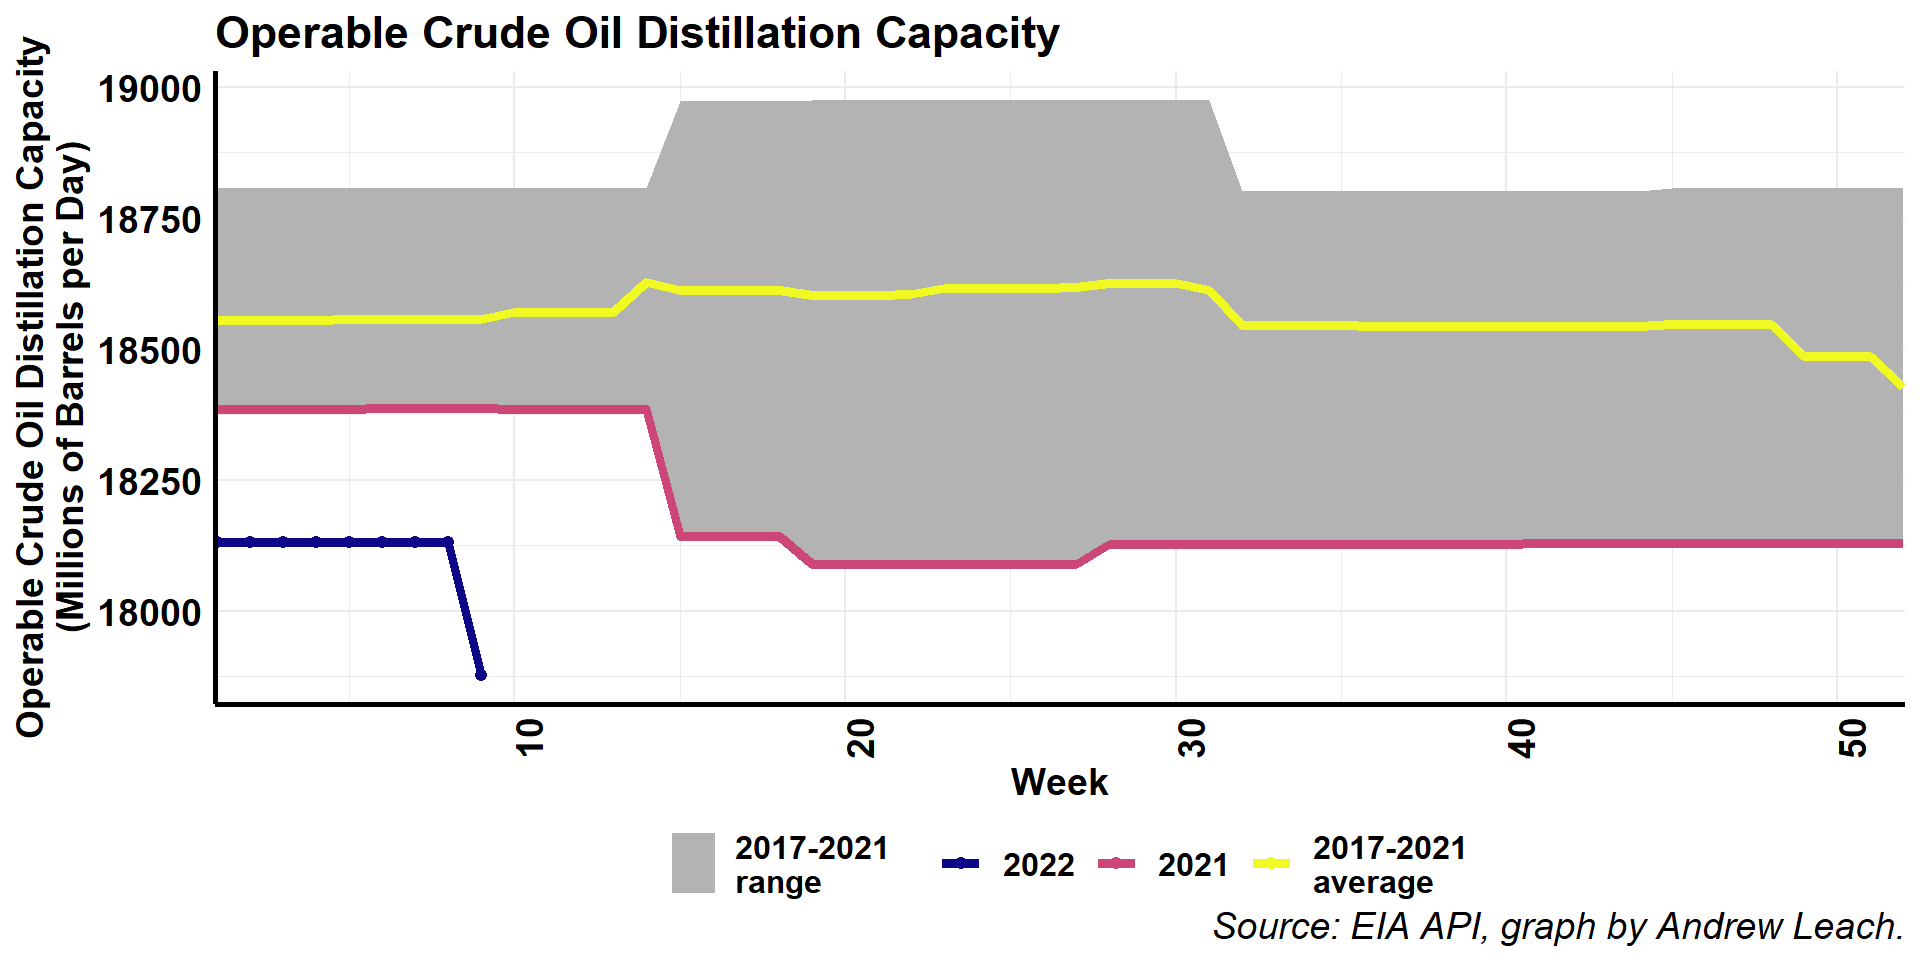 Operable Crude Oil Distillation Capacity
Operable Crude Oil Distillation Capacity
(Millions of Barrels per Day)
19000
18750
18500
18250
18000
10
20
30
40
50
Week
2017-2021
range
2022
2021
2017-2021
average
Source: EIA API, graph by Andrew Leach.